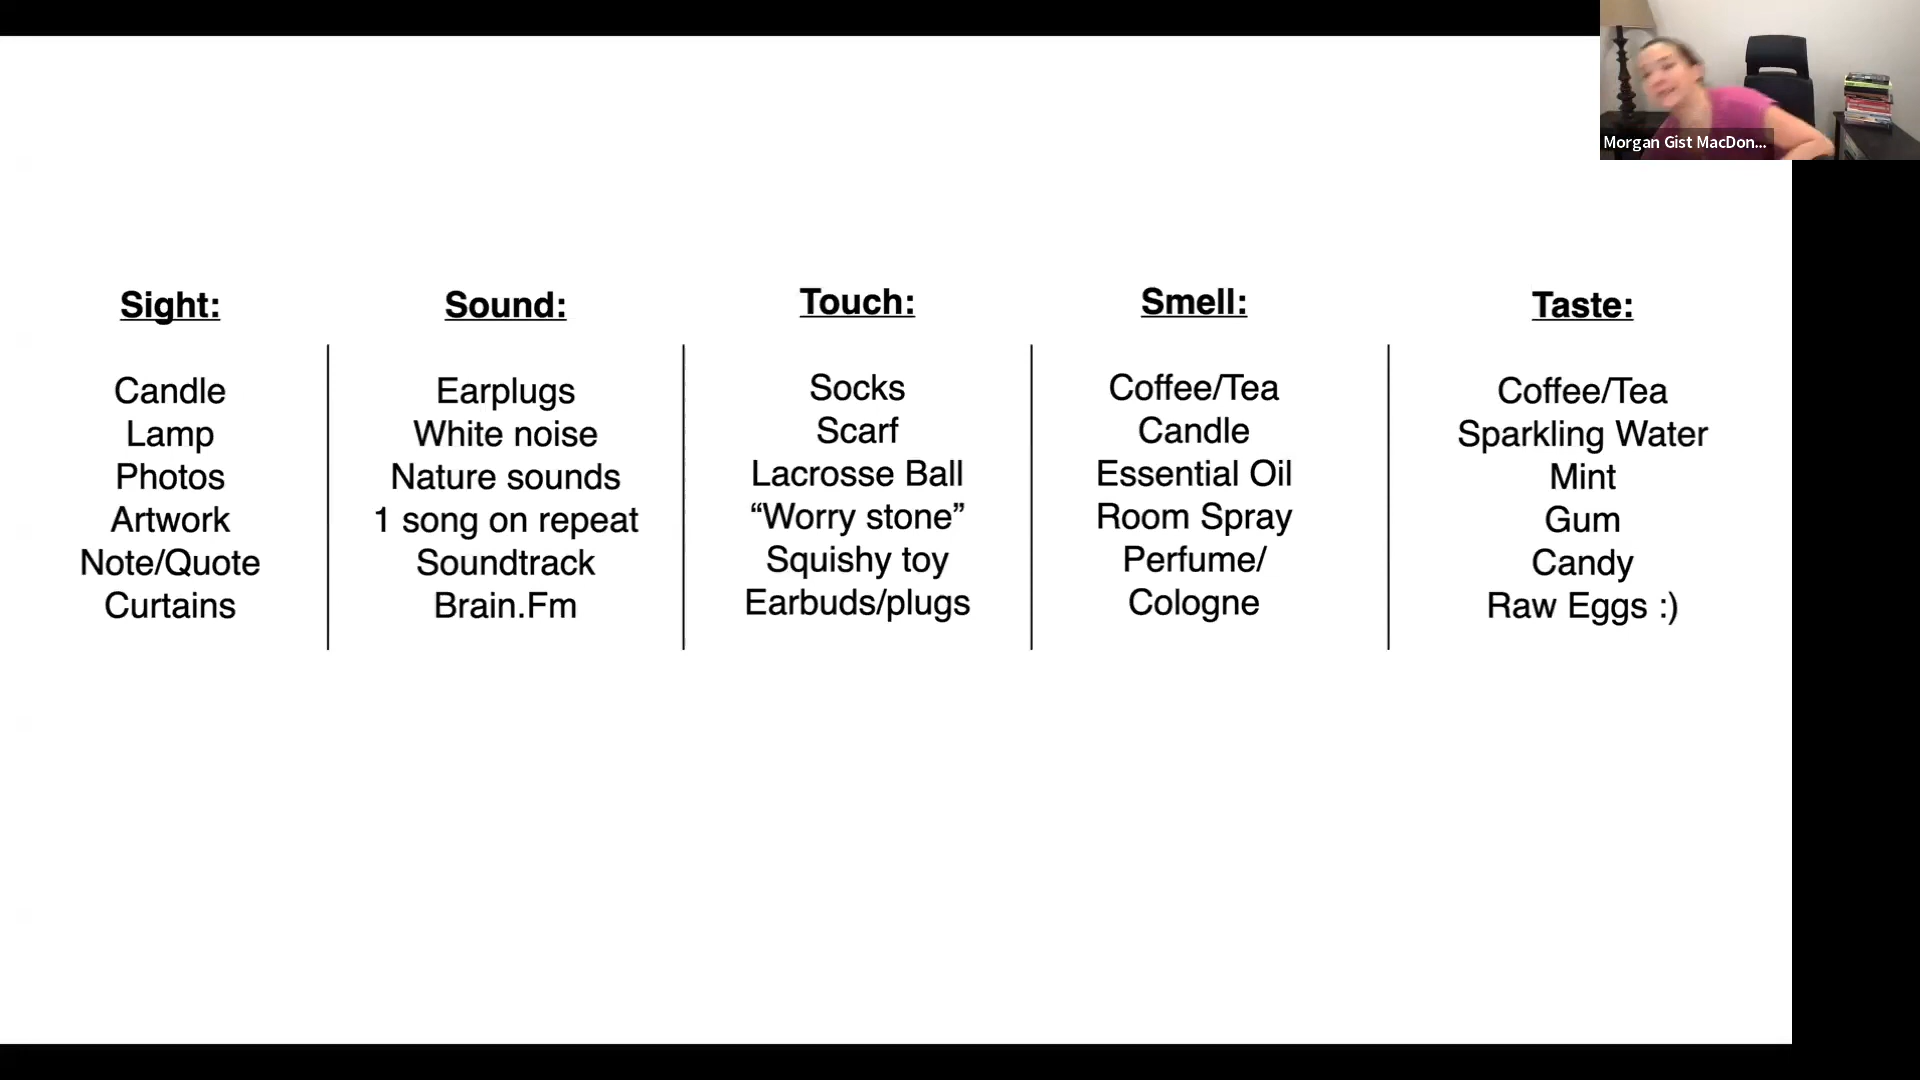 Morgan Gist MacDon...
Sight:
Candle
Lamp
Photos
Artwork
Note/Quote
Curtains
Sound:
Earplugs
White noise
Nature sounds
1 song on repeat
Soundtrack
Brain.Fm
Touch:
Socks
Scarf
Lacrosse Ball
“Worry stone”
Squishy toy
Earbuds/plugs
Smell:
Coffee/Tea
Candle
Essential Oil
Room Spray
Perfume/
Cologne
Taste:
Coffee/Tea
Sparkling Water
Mint
Gum
Candy
Raw Eggs :)